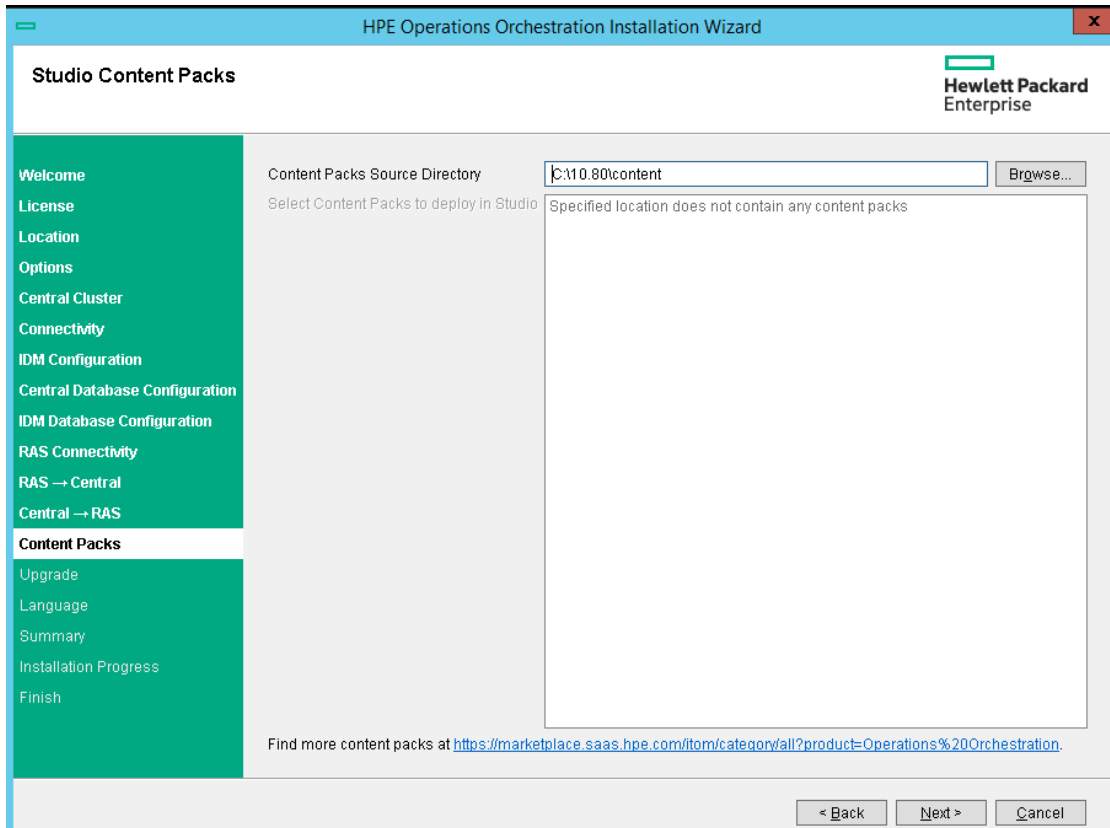 HPE Operations Orchestration Installation Wizard
x
Studio Content Packs
Hewlett Packard
Enterprise
Welcome
License
Location
Options
Central Cluster
Connectivity
IDM Configuration
Central Database Configuration
IDM Database Configuration
RAS Connectivity
RAS → Central
Central → RAS
Content Packs
Upgrade
Language
Summary
Installation Progress
Finish
Content Packs Source Directory
C:\10.80\content
Browse...
Select Content Packs to deploy in Studio
Specified location does not contain any content packs
Find more content packs at https://marketplace.saas.hpe.com/itom/category/all?product=Operations%20Orchestration.
< Back
Next >
Cancel